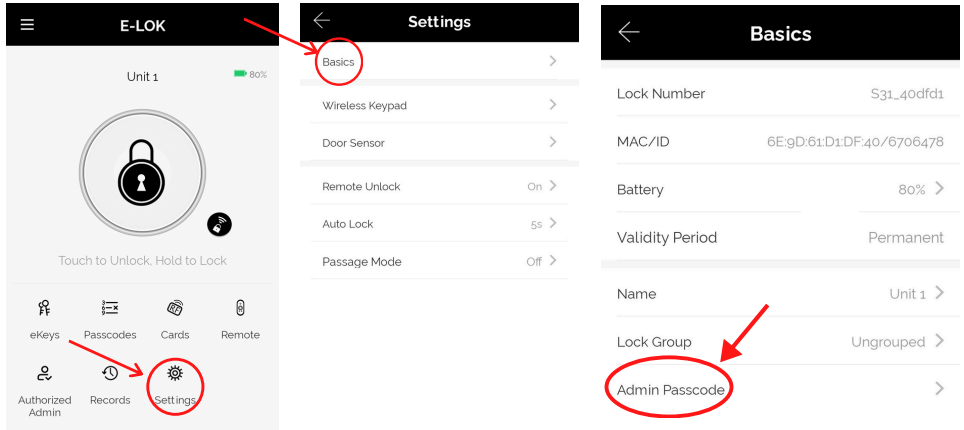 E-LOK
Unit 1
80%
Touch to Unlock, Hold to Lock
eKeys
Passcodes
Cards
Remote
Authorized
Admin
Records
Settings
Settings
Basics
Wireless Keypad
Door Sensor
Remote Unlock On
Auto Lock 5s
Passage Mode Off
Basics
Lock Number S31_40dfd1
MAC/ID 6E:9D:61:D1:DF:40/6706478
Battery 80%
Validity Period Permanent
Name Unit 1
Lock Group Ungrouped
Admin Passcode